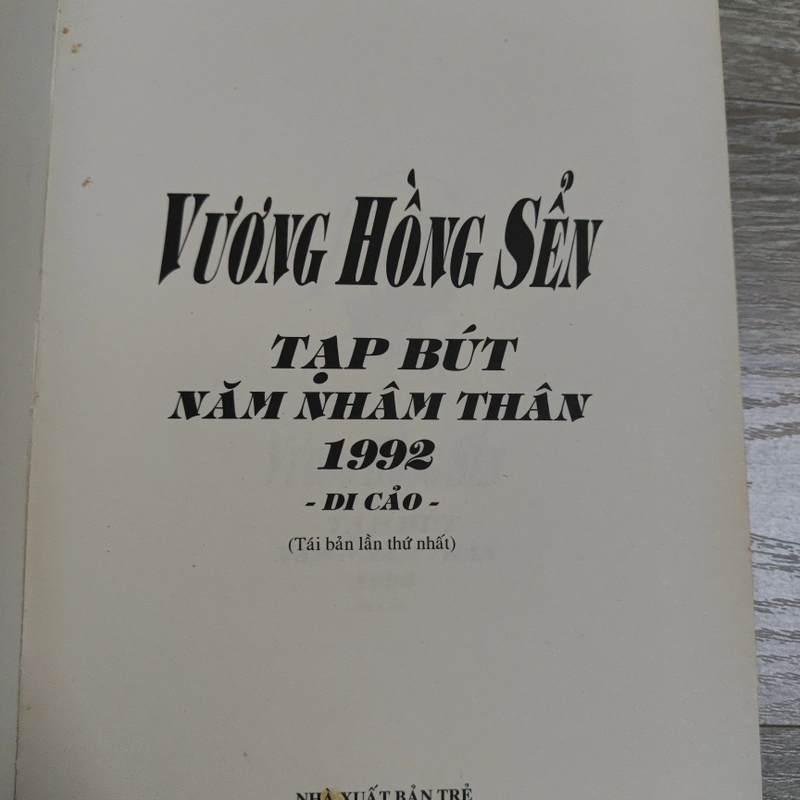 VƯƠNG HỒNG SỂN
TẠP BÚT
NĂM NHÂM THÂN
1992
- DI CẢO -
(Tái bản lần thứ nhất)
NHÀ XUẤT BẢN TRẺ